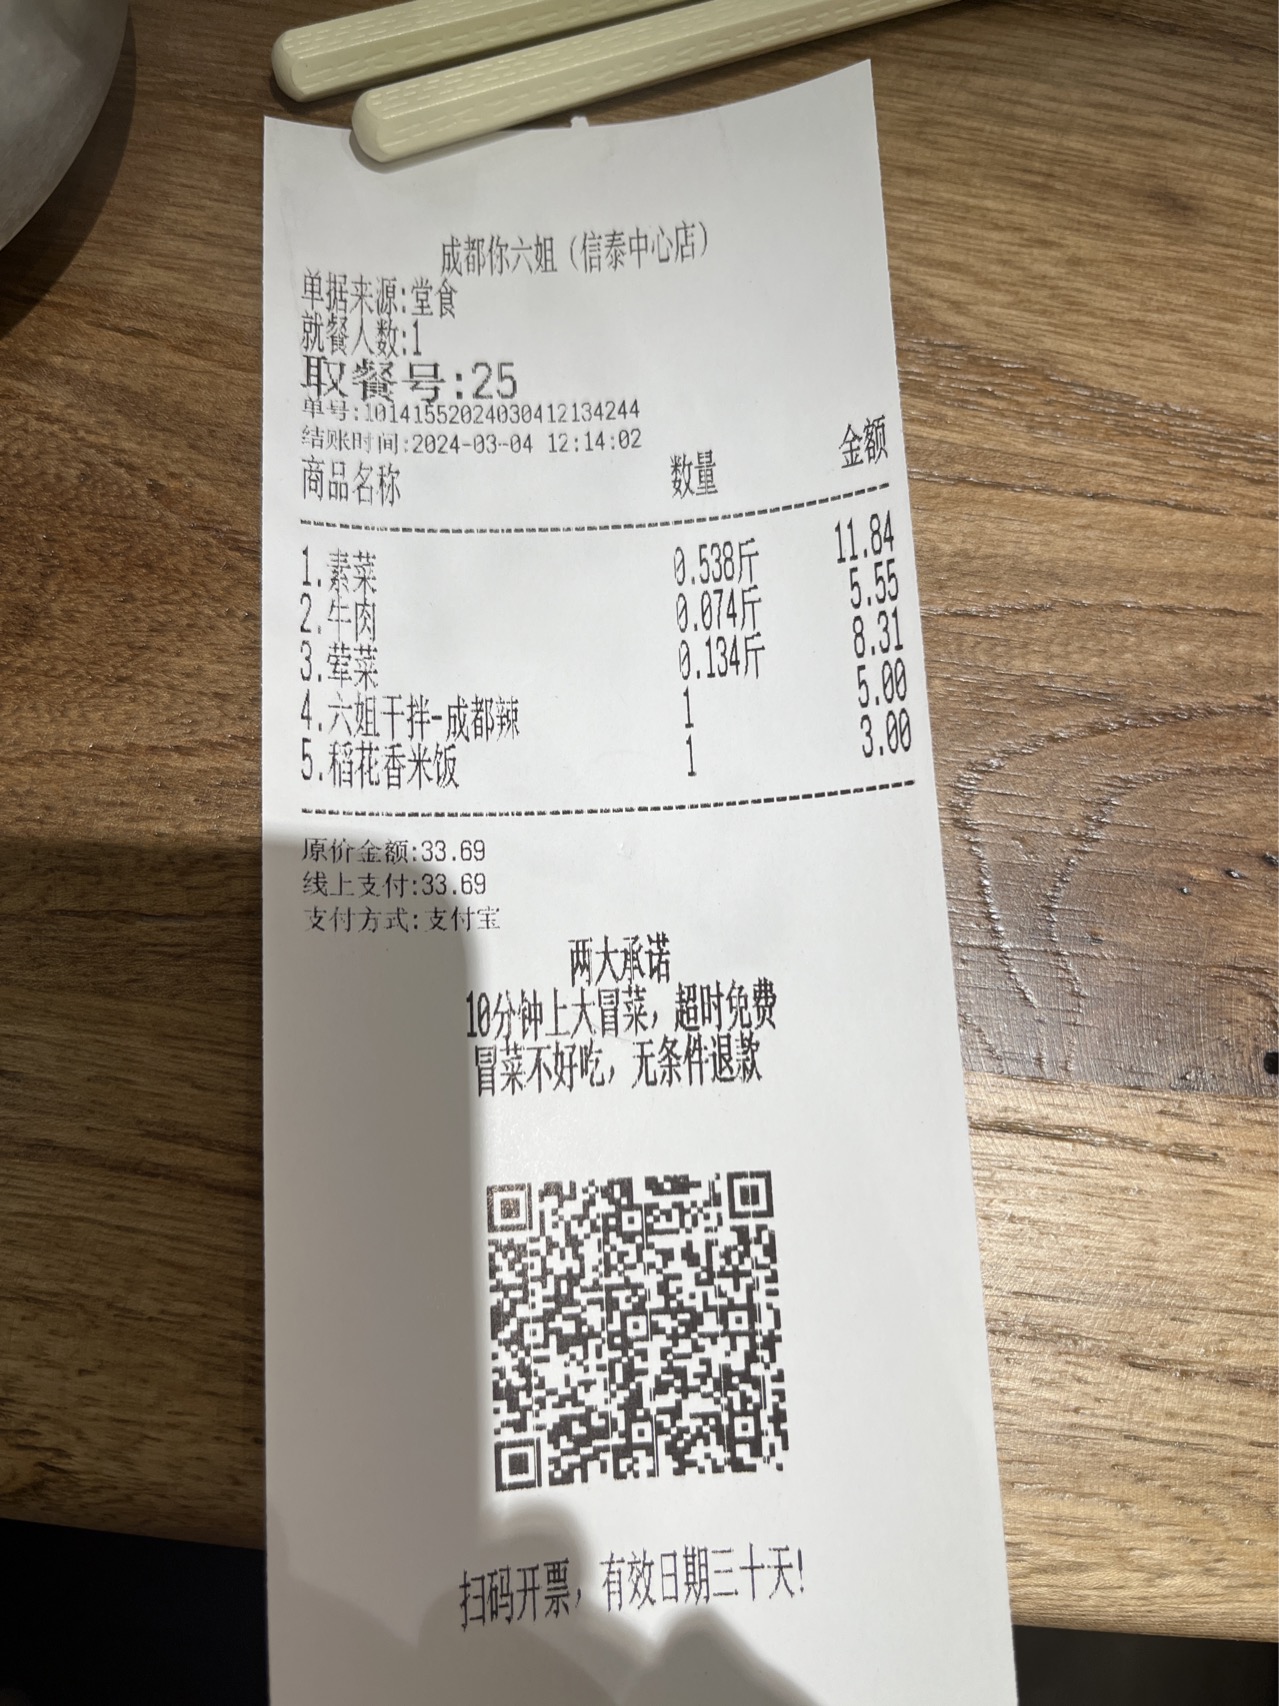 成都你六姐（信泰中心店）
单据来源:堂食
就餐人数:1
取餐号:25
单号:10141552024030412134244
结账时间:2024-03-04 12:14:02
商品名称 数量 金额
1.素菜 0.538斤 11.84
2.牛肉 0.074斤 5.55
3.荤菜 0.134斤 8.31
4.六姐干拌-成都辣 1 5.00
5.稻花香米饭 1 3.00
原价金额:33.69
线上支付:33.69
支付方式:支付宝
两大承诺
10分钟上大冒菜，超时免费
冒菜不好吃，无条件退款
扫码开票，有效日期三十天!